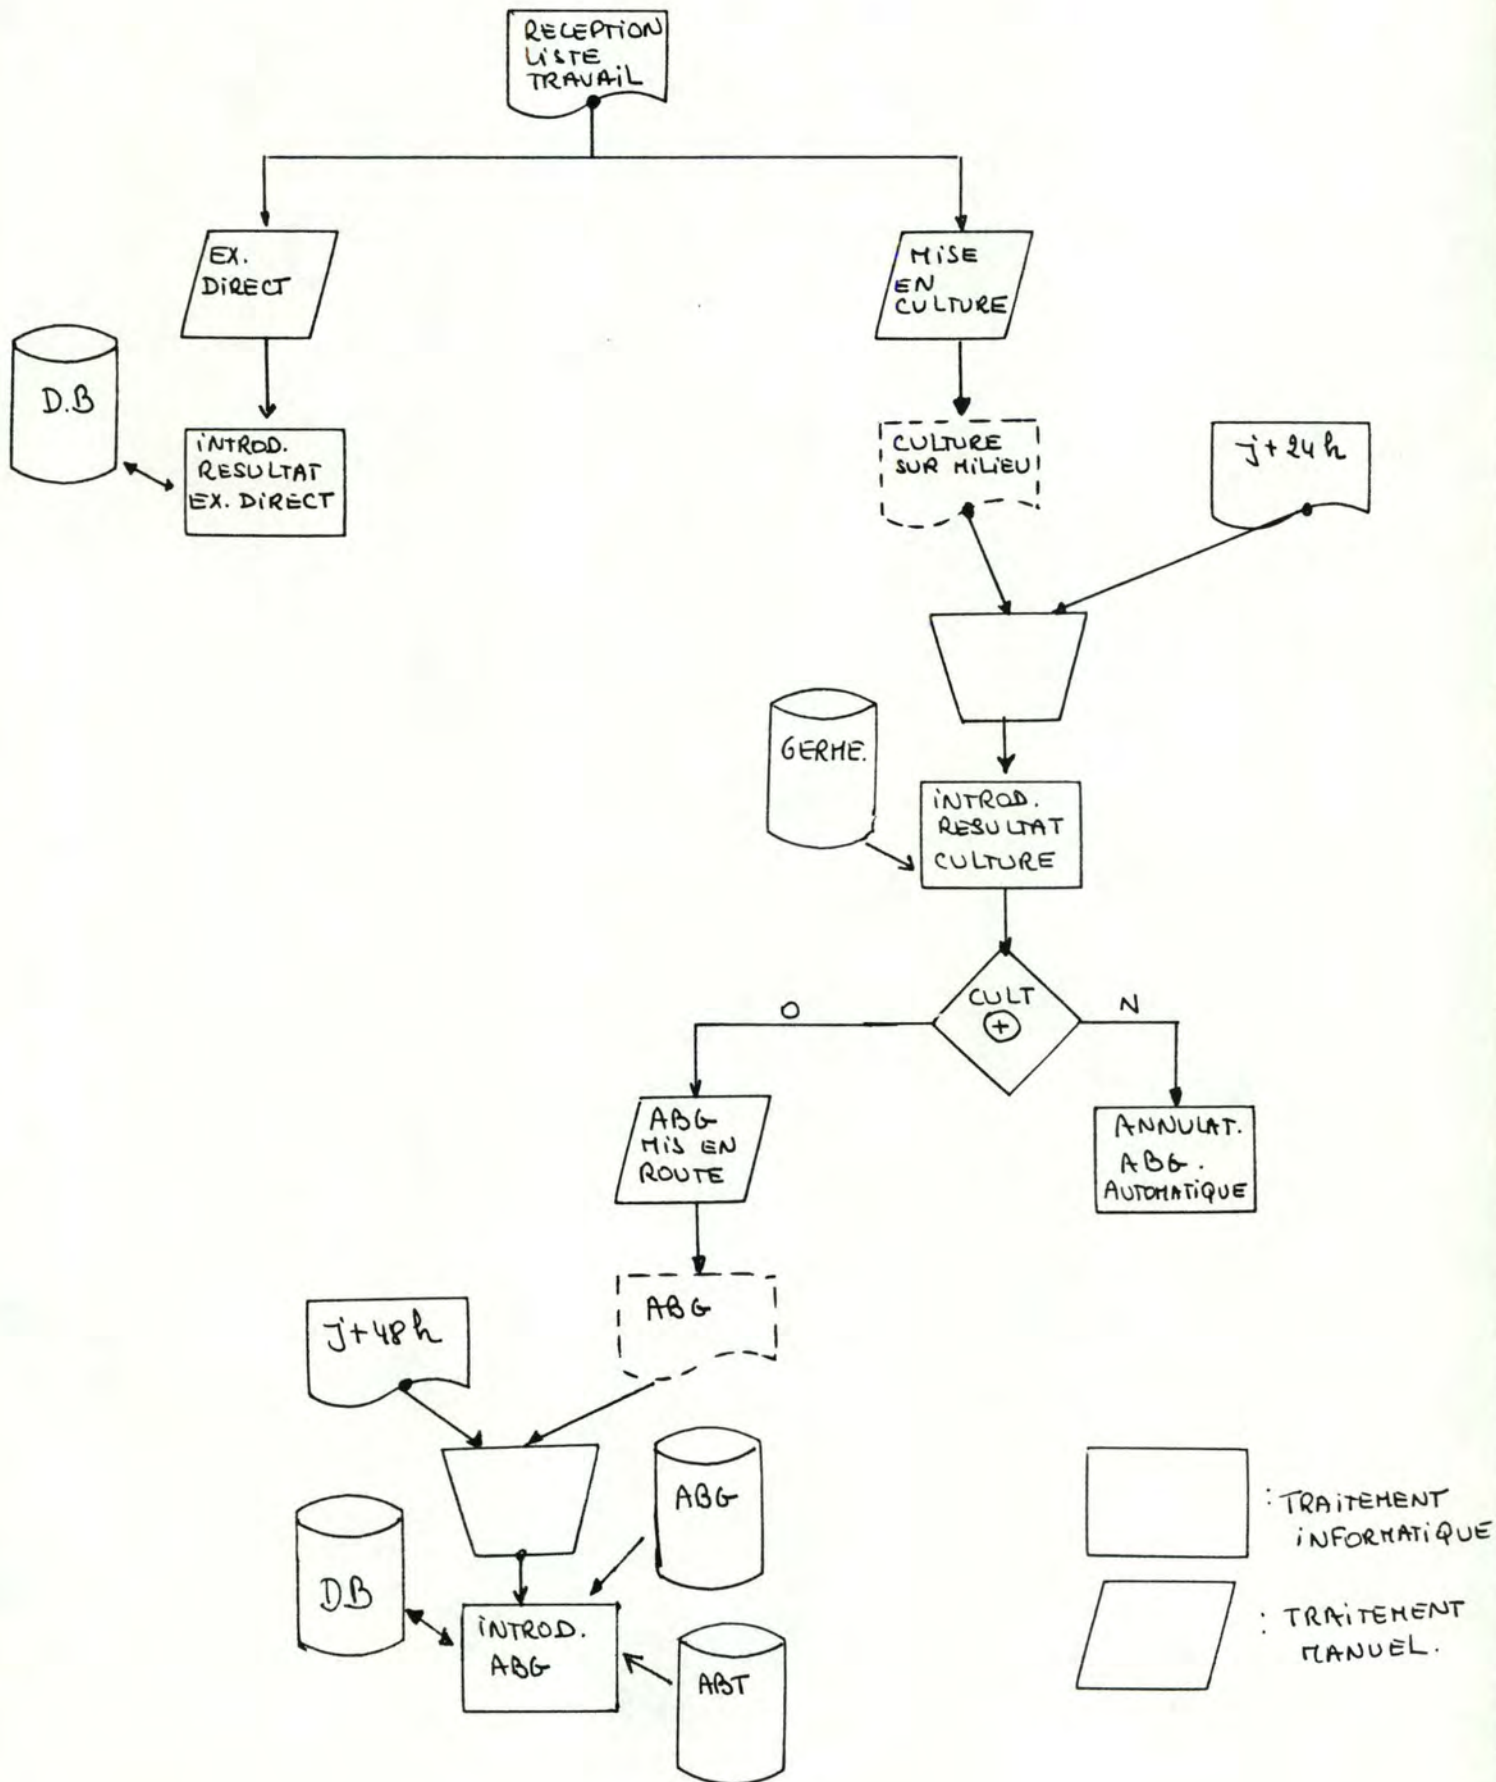 RECEPTION
LISTE
TRAVAIL
EX.
DIRECT
MISE
EN
CULTURE
D.B
INTROD.
RESULTAT
EX. DIRECT
CULTURE
SUR MILIEU
j+24h
GERME.
INTROD.
RESULTAT
CULTURE
CULT
+
O
N
ABG
MIS EN
ROUTE
ANNULAT.
ABG.
AUTOMATIQUE
ABG
j+48h
ABG
DB
INTROD.
ABG
ABT
: TRAITEMENT
INFORMATIQUE
: TRAITEMENT
MANUEL.